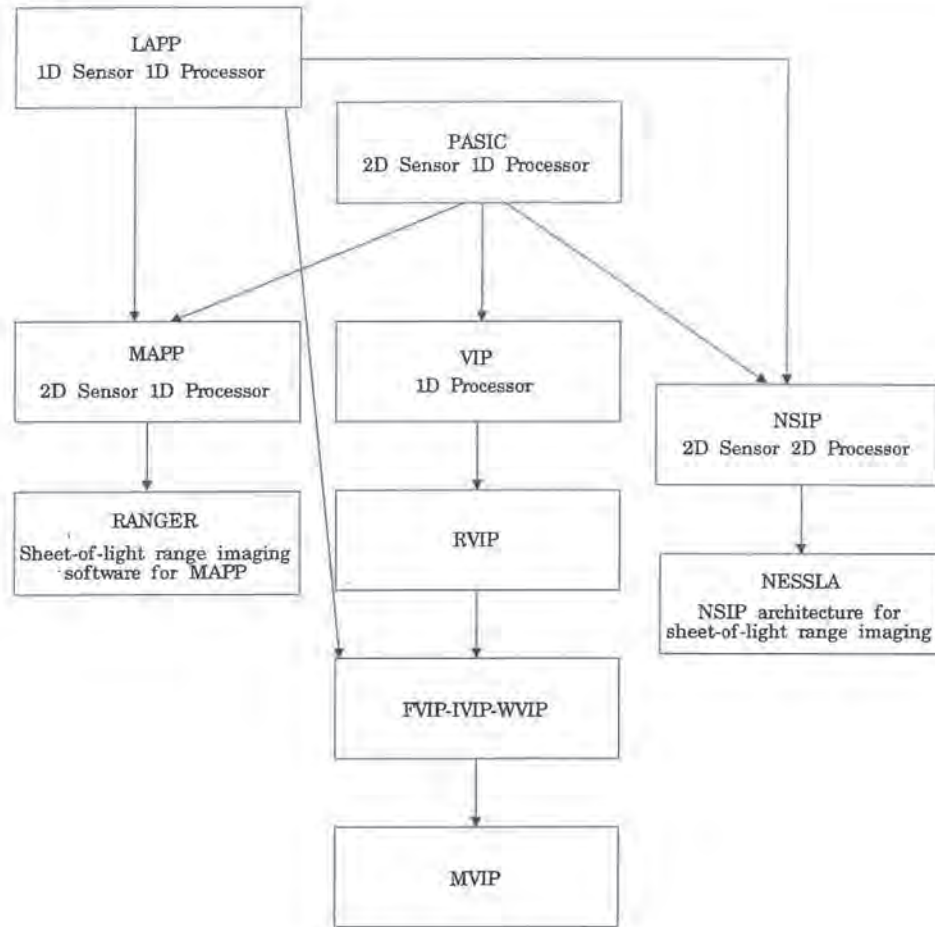 LAPP
1D Sensor 1D Processor
PASIC
2D Sensor 1D Processor
MAPP
2D Sensor 1D Processor
VIP
1D Processor
NSIP
2D Sensor 2D Processor
RANGER
Sheet-of-light range imaging
software for MAPP
RVIP
NESSLA
NSIP architecture for
sheet-of-light range imaging
FVIP-IVIP-WVIP
MVIP